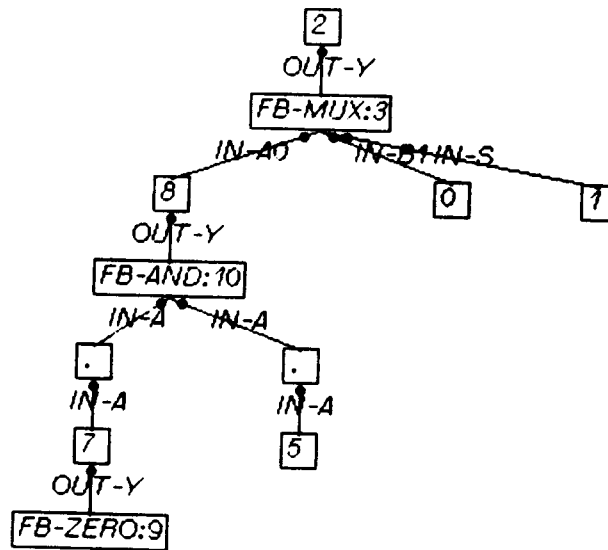 2
OUT-Y
FB-MUX:3
IN-A0 IN-B1 IN-S
8 0 1
OUT-Y
FB-AND:10
IN-A IN-A
. .
IN-A IN-A
7 5
OUT-Y
FB-ZERO:9